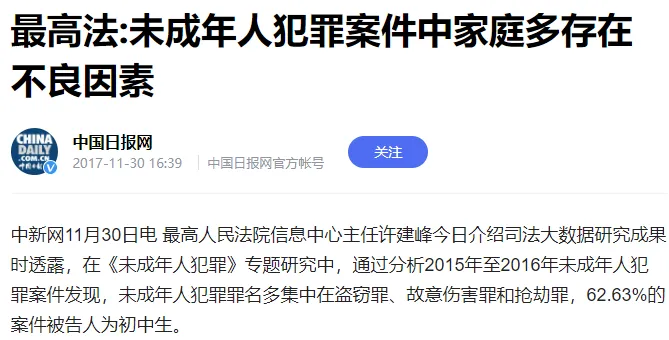 最高法:未成年人犯罪案件中家庭多存在
不良因素
CHINA
DAILY
.COM.CN
中国日报
V
中国日报网
2017-11-30 16:39
中国日报网官方帐号
关注
中新网11月30日电 最高人民法院信息中心主任许建峰今日介绍司法大数据研究成果
时透露，在《未成年人犯罪》专题研究中，通过分析2015年至2016年未成年人犯
罪案件发现，未成年人犯罪罪名多集中在盗窃罪、故意伤害罪和抢劫罪，62.63%的
案件被告人为初中生。